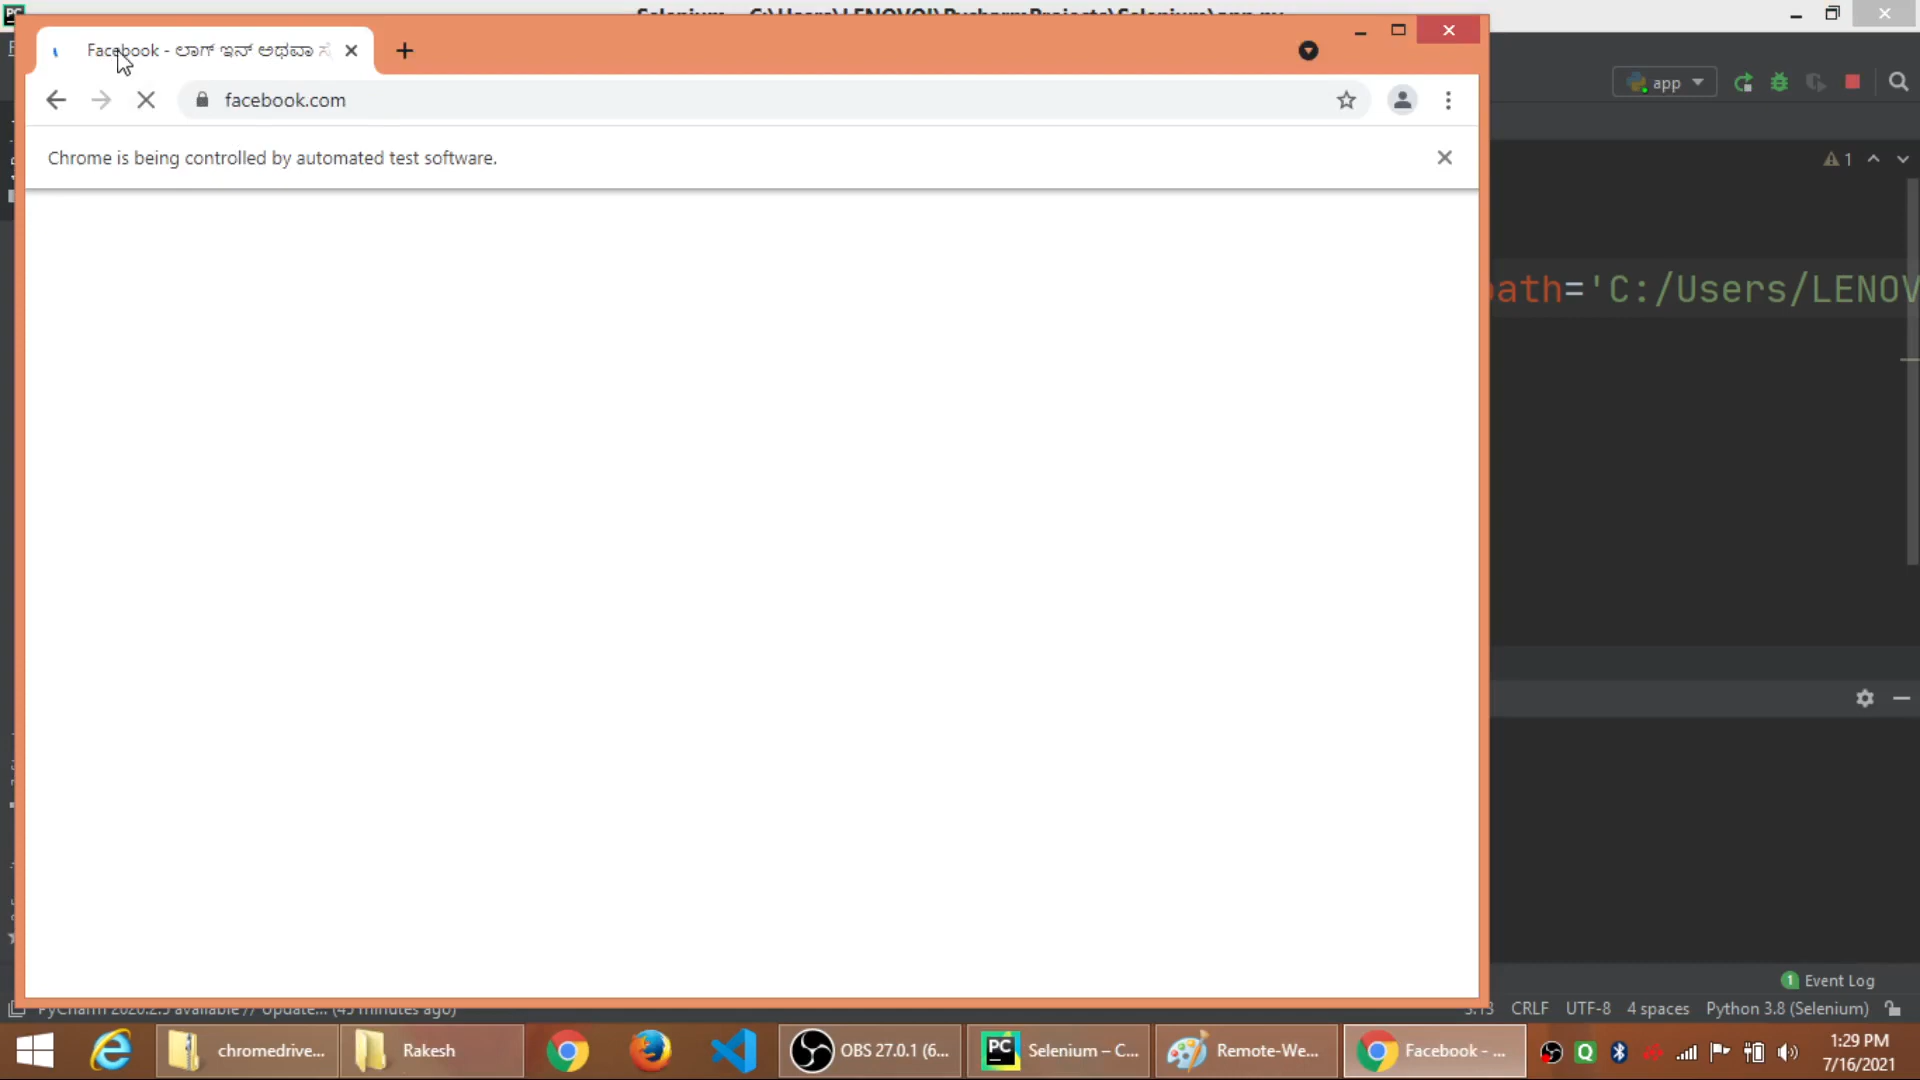 Facebook - ಲಾಗ್ ಇನ್ ಅಥವಾ
facebook.com
Chrome is being controlled by automated test software.
app
1
path='C:/Users/LENOV
Event Log
CRLF UTF-8 4 spaces Python 3.8 (Selenium)
chromedrive...
Rakesh
OBS 27.0.1 (6...
Selenium – C...
Remote-We...
Facebook - ...
1:29 PM
7/16/2021